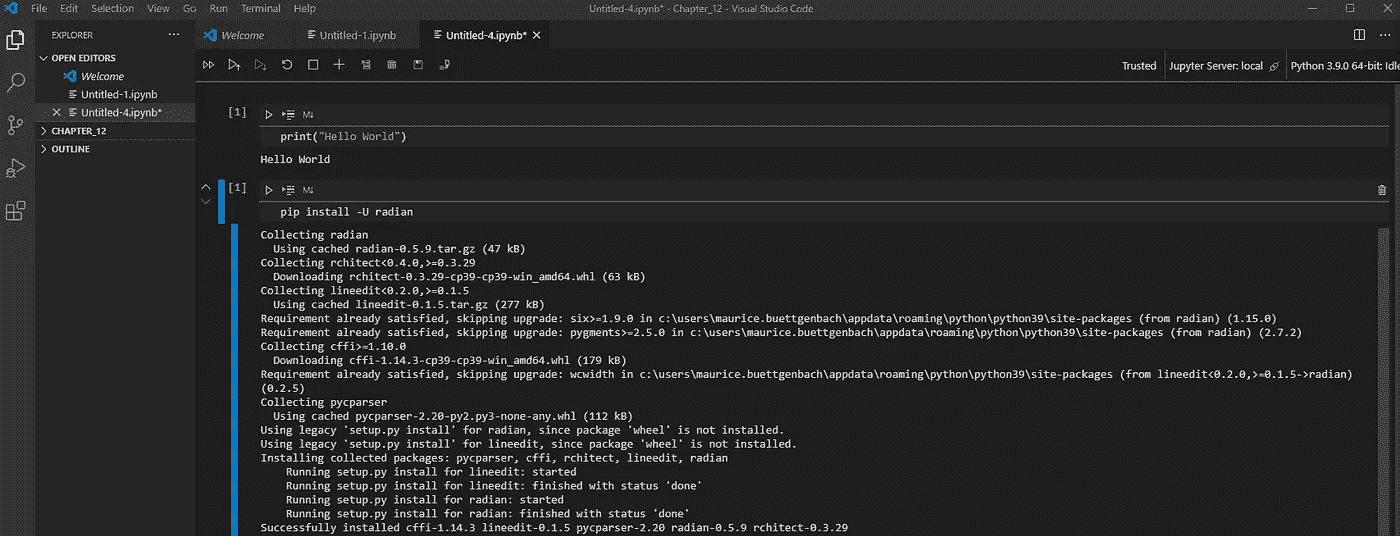 File Edit Selection View Go Run Terminal Help
Untitled-4.ipynb* - Chapter_12 - Visual Studio Code
EXPLORER
Welcome
Untitled-1.ipynb
Untitled-4.ipynb*
OPEN EDITORS
Welcome
Untitled-1.ipynb
Untitled-4.ipynb*
CHAPTER_12
OUTLINE
Trusted
Jupyter Server: local
Python 3.9.0 64-bit: Idle
[1]
M↓
print("Hello World")
Hello World
[1]
M↓
pip install -U radian
Collecting radian
Using cached radian-0.5.9.tar.gz (47 kB)
Collecting rchitect<0.4.0,>=0.3.29
Downloading rchitect-0.3.29-cp39-cp39-win_amd64.whl (63 kB)
Collecting lineedit<0.2.0,>=0.1.5
Using cached lineedit-0.1.5.tar.gz (277 kB)
Requirement already satisfied, skipping upgrade: six>=1.9.0 in c:\users\maurice.buettgenbach\appdata\roaming\python\python39\site-packages (from radian) (1.15.0)
Requirement already satisfied, skipping upgrade: pygments>=2.5.0 in c:\users\maurice.buettgenbach\appdata\roaming\python\python39\site-packages (from radian) (2.7.2)
Collecting cffi>=1.10.0
Downloading cffi-1.14.3-cp39-cp39-win_amd64.whl (179 kB)
Requirement already satisfied, skipping upgrade: wcwidth in c:\users\maurice.buettgenbach\appdata\roaming\python\python39\site-packages (from lineedit<0.2.0,>=0.1.5->radian)
(0.2.5)
Collecting pycparser
Using cached pycparser-2.20-py2.py3-none-any.whl (112 kB)
Using legacy 'setup.py install' for radian, since package 'wheel' is not installed.
Using legacy 'setup.py install' for lineedit, since package 'wheel' is not installed.
Installing collected packages: pycparser, cffi, rchitect, lineedit, radian
Running setup.py install for lineedit: started
Running setup.py install for lineedit: finished with status 'done'
Running setup.py install for radian: started
Running setup.py install for radian: finished with status 'done'
Successfully installed cffi-1.14.3 lineedit-0.1.5 pycparser-2.20 radian-0.5.9 rchitect-0.3.29